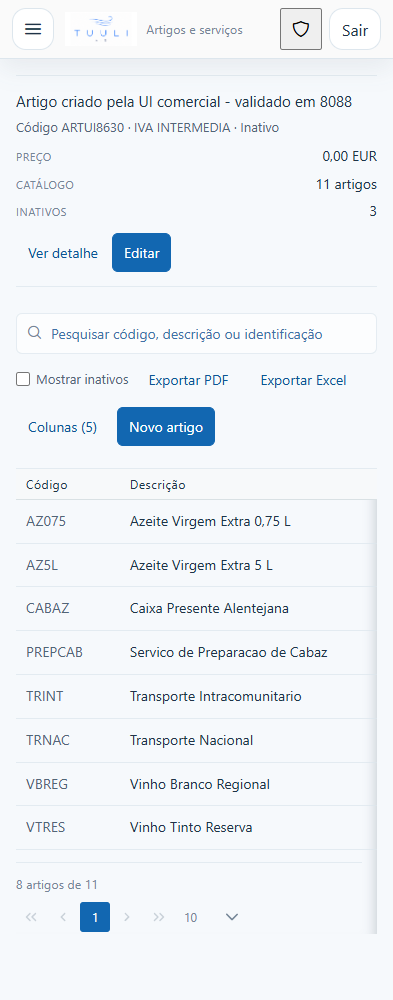 TUULI
Artigos e serviços
Sair
Artigo criado pela UI comercial - validado em 8088
Código ARTUI8630 · IVA INTERMEDIA · Inativo
PREÇO 0,00 EUR
CATÁLOGO 11 artigos
INATIVOS 3
Ver detalhe Editar
Pesquisar código, descrição ou identificação
Mostrar inativos Exportar PDF Exportar Excel
Colunas (5) Novo artigo
Código Descrição
AZ075 Azeite Virgem Extra 0,75 L
AZ5L Azeite Virgem Extra 5 L
CABAZ Caixa Presente Alentejana
PREPCAB Servico de Preparacao de Cabaz
TRINT Transporte Intracomunitario
TRNAC Transporte Nacional
VBREG Vinho Branco Regional
VTRES Vinho Tinto Reserva
8 artigos de 11
1 10